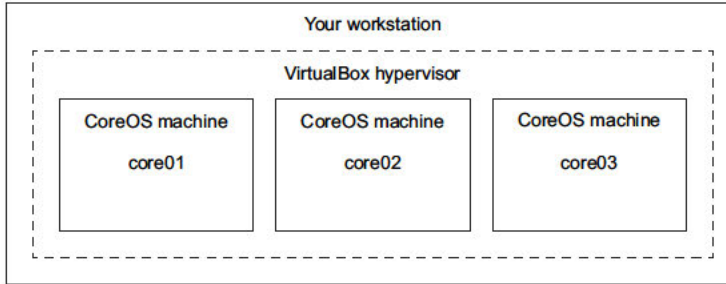 Your workstation
VirtualBox hypervisor
CoreOS machine
core01
CoreOS machine
core02
CoreOS machine
core03